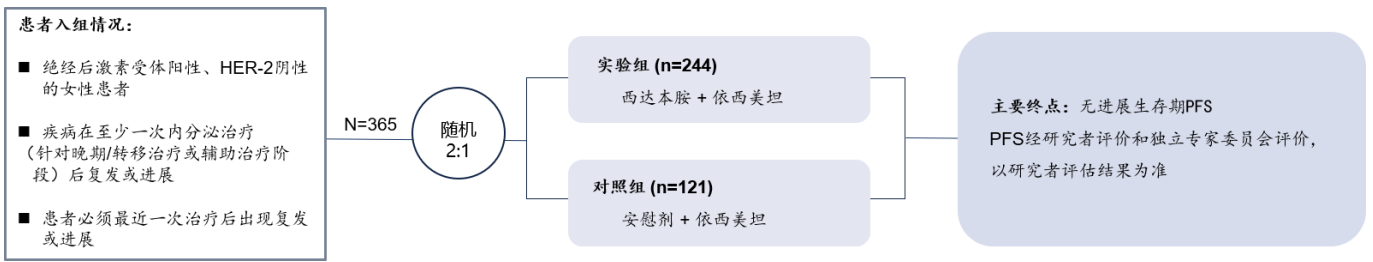 患者入组情况:
■ 绝经后激素受体阳性、HER-2阴性
的女性患者
■ 疾病在至少一次内分泌治疗
（针对晚期/转移治疗或辅助治疗阶
段）后复发或进展
■ 患者必须最近一次治疗后出现复发
或进展
N=365
随机
2:1
实验组 (n=244)
西达本胺 + 依西美坦
对照组 (n=121)
安慰剂 + 依西美坦
主要终点：无进展生存期PFS
PFS经研究者评价和独立专家委员会评价，
以研究者评估结果为准